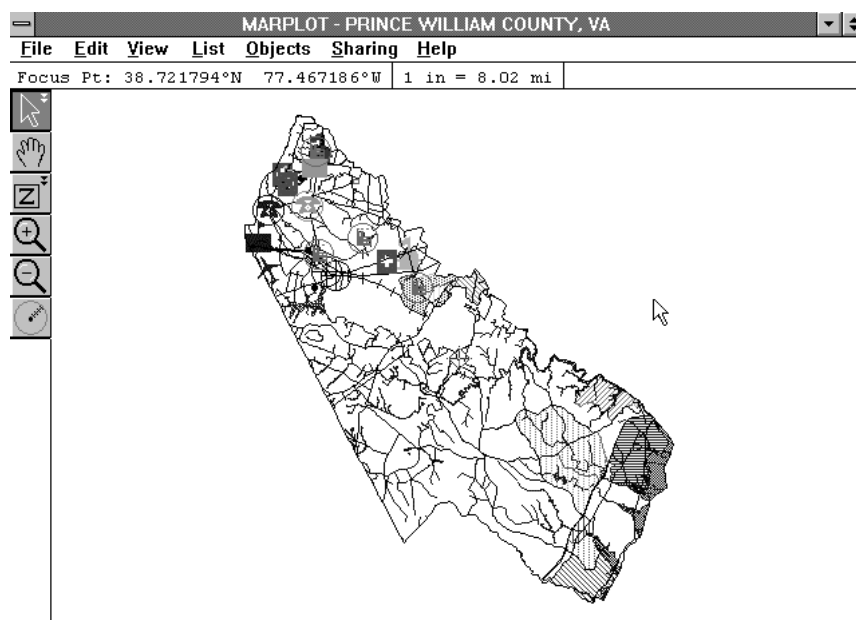 MARPLOT - PRINCE WILLIAM COUNTY, VA
File Edit View List Objects Sharing Help
Focus Pt: 38.721794°N 77.467186°W 1 in = 8.02 mi
Z